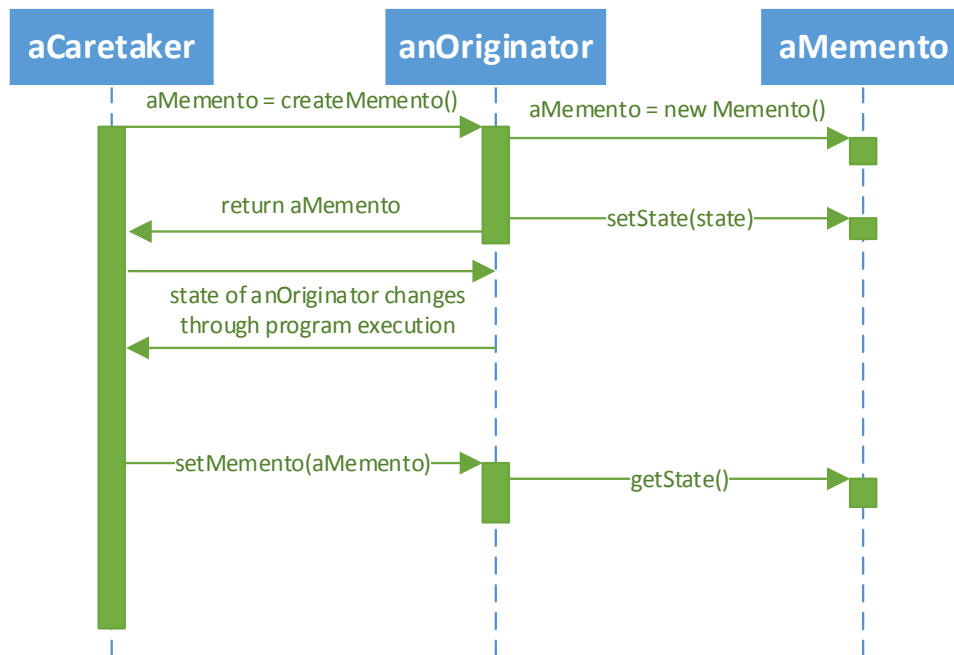 aCaretaker
anOriginator
aMemento
aMemento = createMemento()
aMemento = new Memento()
return aMemento
setState(state)
state of anOriginator changes
through program execution
setMemento(aMemento)
getState()